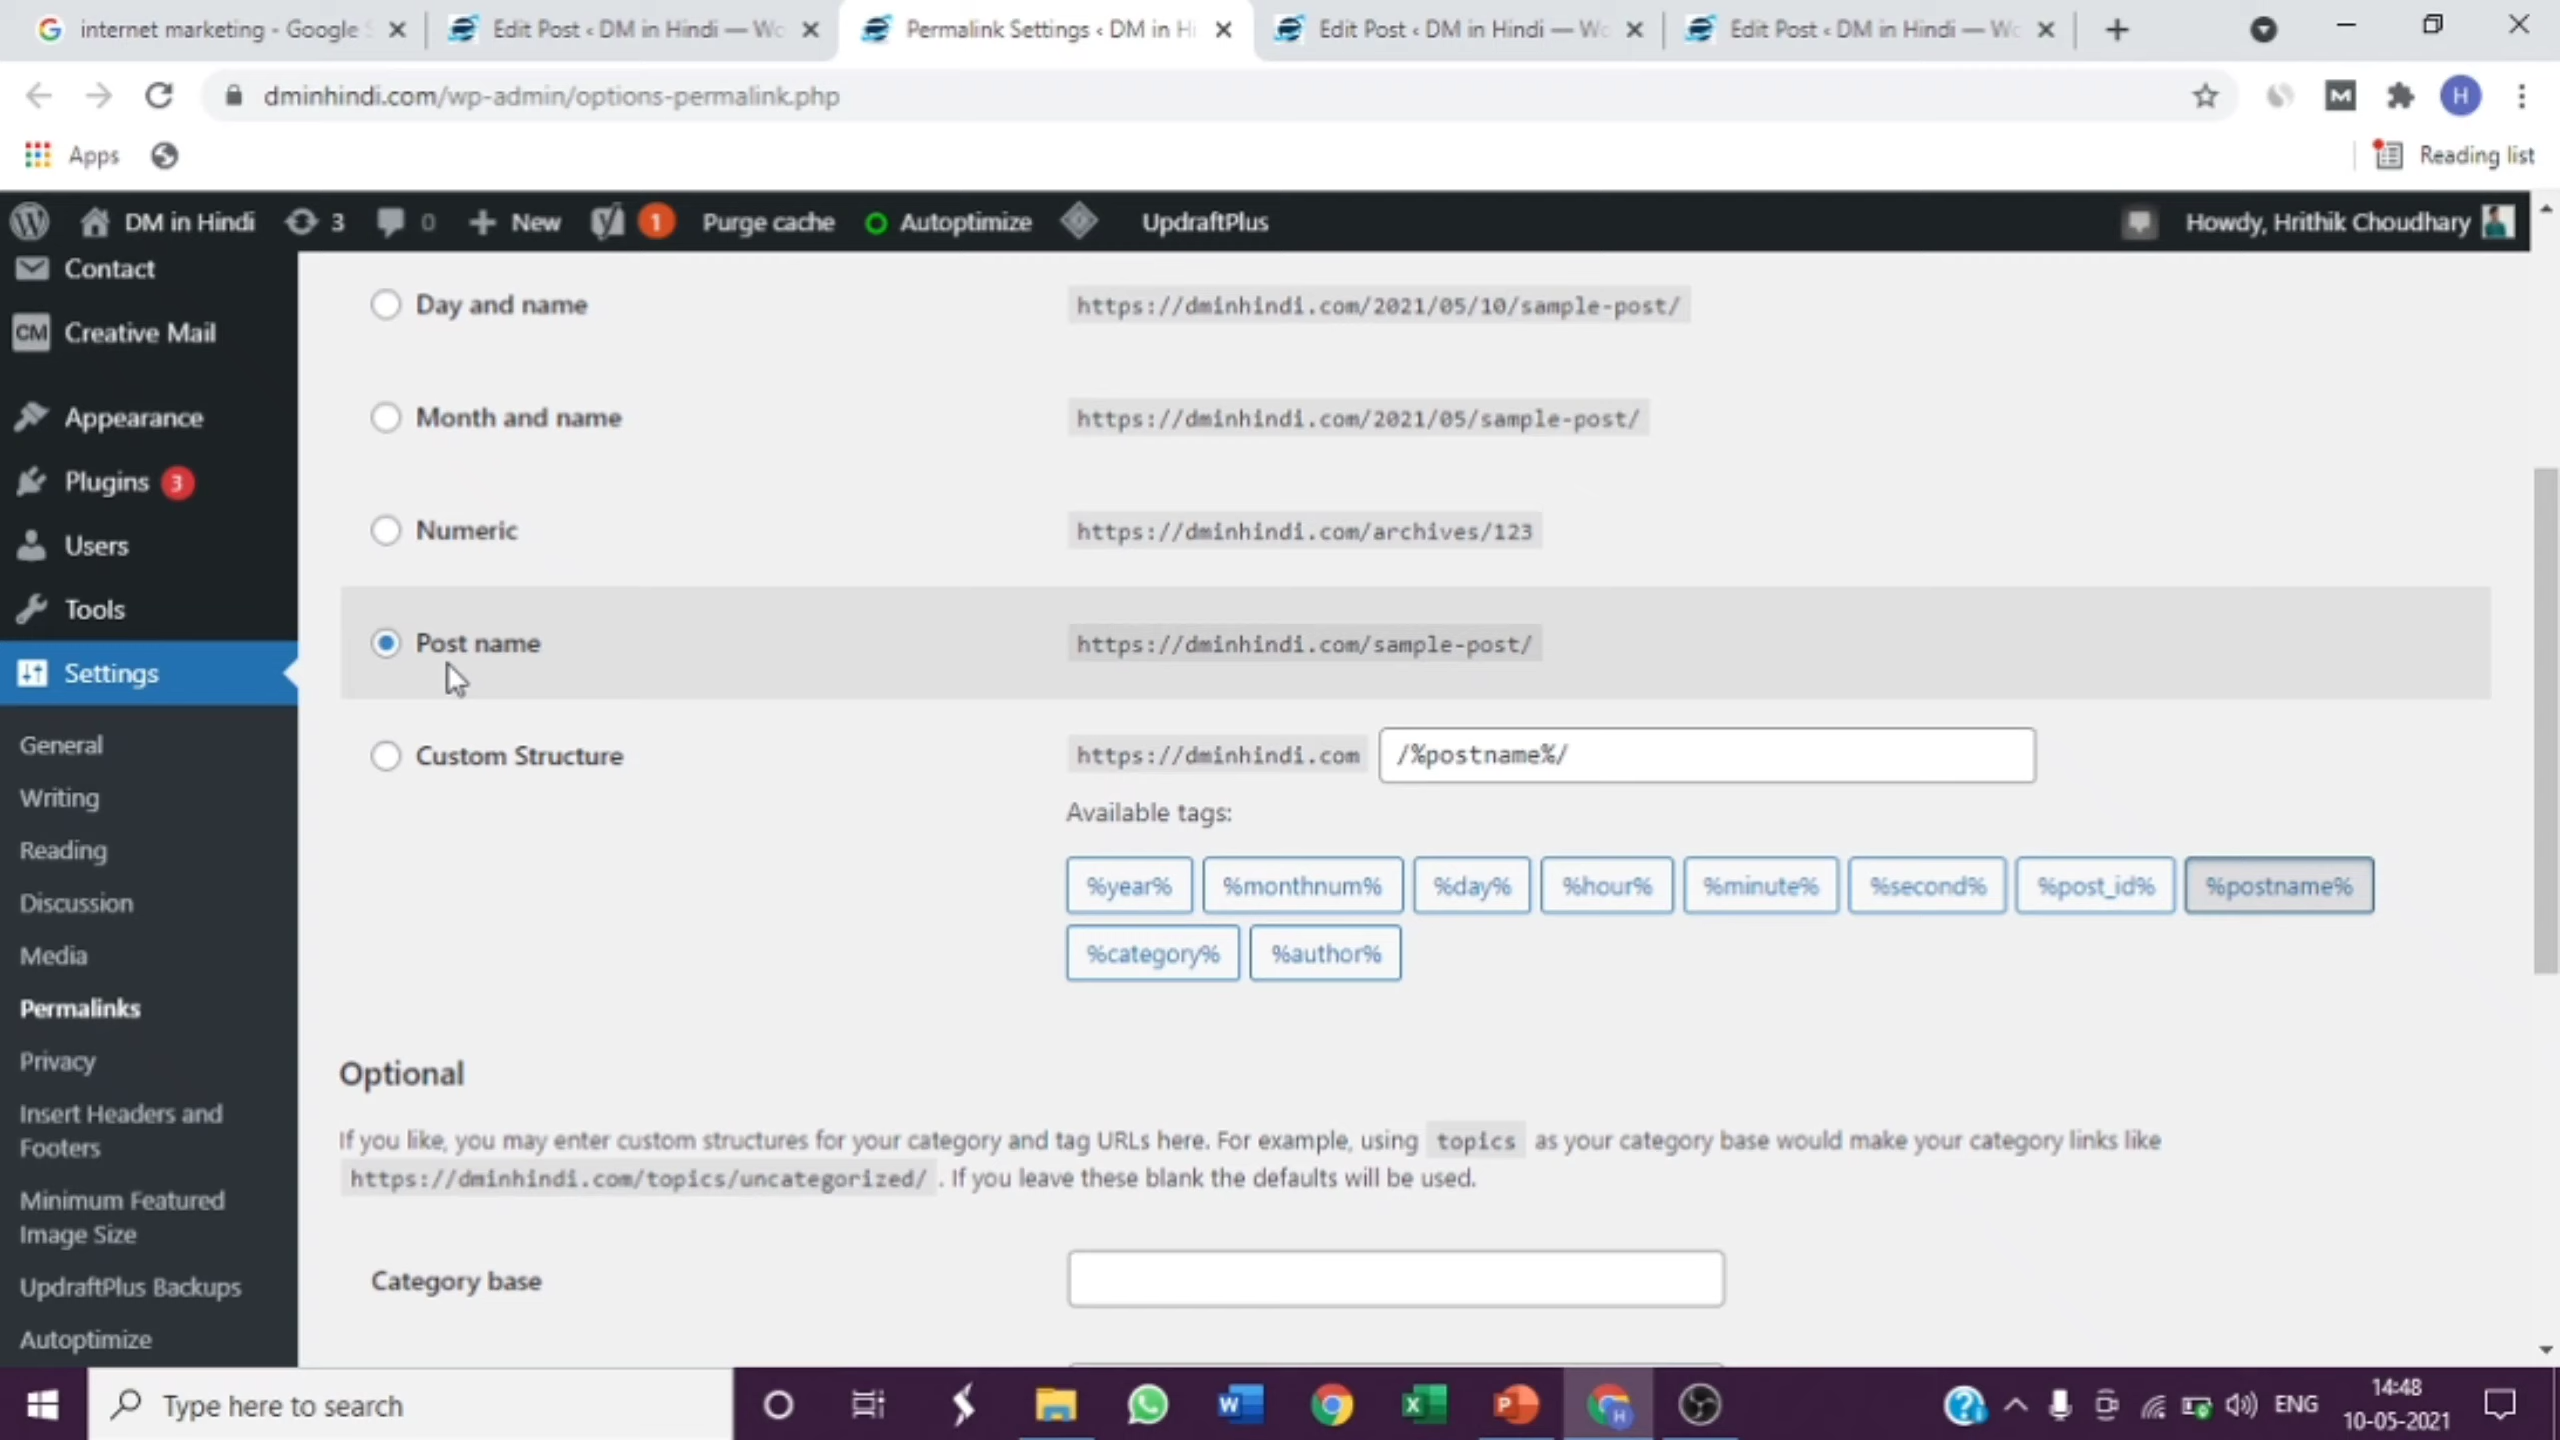 internet marketing - Google S
Edit Post ‹ DM in Hindi — Wo
Permalink Settings ‹ DM in Hi
Edit Post ‹ DM in Hindi — Wo
Edit Post ‹ DM in Hindi — Wo
dminhindi.com/wp-admin/options-permalink.php
H
Apps
Reading list
DM in Hindi
3
0
New
1
Purge cache
Autoptimize
UpdraftPlus
Howdy, Hrithik Choudhary
Contact
CM Creative Mail
Appearance
Plugins 3
Users
Tools
Settings
General
Writing
Reading
Discussion
Media
Permalinks
Privacy
Insert Headers and
Footers
Minimum Featured
Image Size
UpdraftPlus Backups
Autoptimize
Day and name https://dminhindi.com/2021/05/10/sample-post/
Month and name https://dminhindi.com/2021/05/sample-post/
Numeric https://dminhindi.com/archives/123
Post name https://dminhindi.com/sample-post/
Custom Structure https://dminhindi.com /%postname%/
Available tags:
%year% %monthnum% %day% %hour% %minute% %second% %post_id% %postname%
%category% %author%
Optional
If you like, you may enter custom structures for your category and tag URLs here. For example, using topics as your category base would make your category links like
https://dminhindi.com/topics/uncategorized/ . If you leave these blank the defaults will be used.
Category base
Type here to search
ENG
14:48
10-05-2021